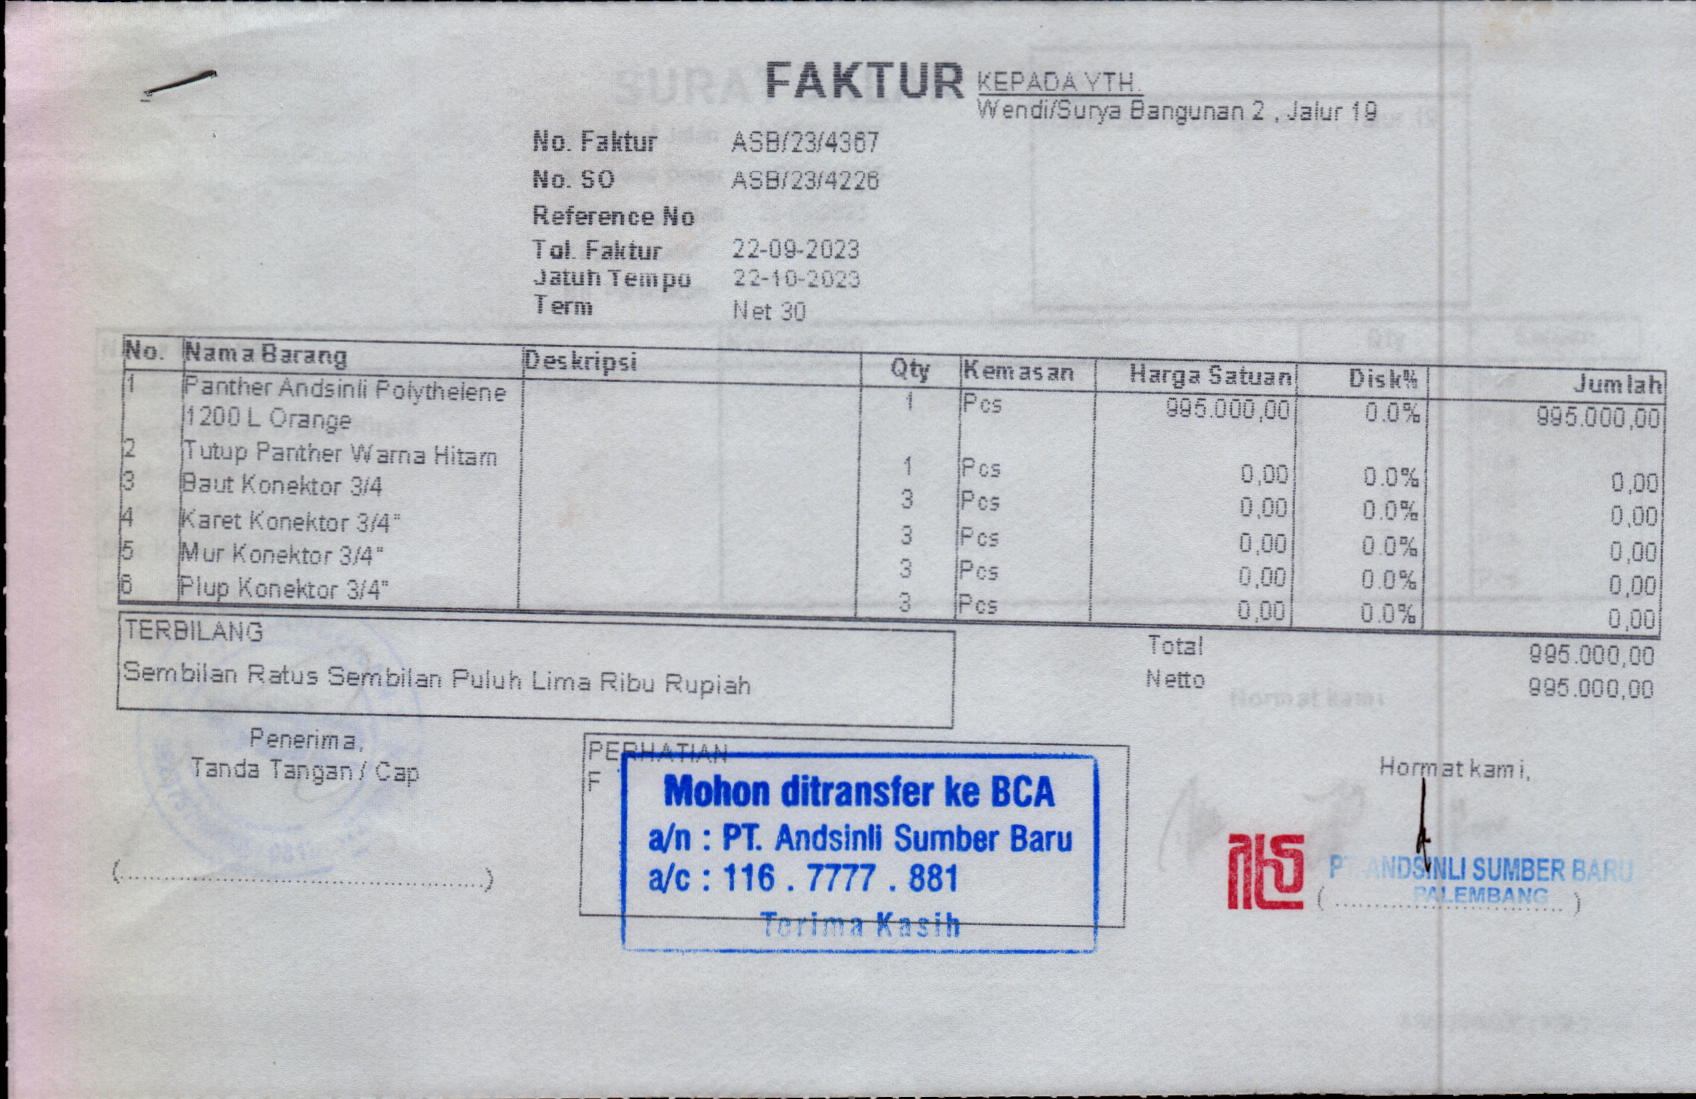 FAKTUR
KEPADA YTH.
Wendi/Surya Bangunan 2 , Jalur 19
No. Faktur ASB/23/4367
No. SO ASB/23/4226
Reference No
Tgl. Faktur 22-09-2023
Jatuh Tempo 22-10-2023
Term Net 30
No. Nama Barang Deskripsi Qty Kemasan Harga Satuan Disk% Jumlah
1 Panther Andsinli Polythelene 1 Pcs 995.000,00 0.0% 995.000,00
1200 L Orange
2 Tutup Panther Warna Hitam 1 Pcs 0,00 0.0% 0,00
3 Baut Konektor 3/4 3 Pcs 0,00 0.0% 0,00
4 Karet Konektor 3/4" 3 Pcs 0,00 0.0% 0,00
5 Mur Konektor 3/4" 3 Pcs 0,00 0.0% 0,00
6 Plup Konektor 3/4" 3 Pcs 0,00 0.0% 0,00
TERBILANG
Sembilan Ratus Sembilan Puluh Lima Ribu Rupiah
Total 995.000,00
Netto 995.000,00
Penerima,
Tanda Tangan / Cap
(..........................................................)
PERHATIAN
F
Mohon ditransfer ke BCA
a/n : PT. Andsinli Sumber Baru
a/c : 116 . 7777 . 881
Terima Kasih
Hormat kami,
PT. ANDSINLI SUMBER BARU
PALEMBANG
(....................................)